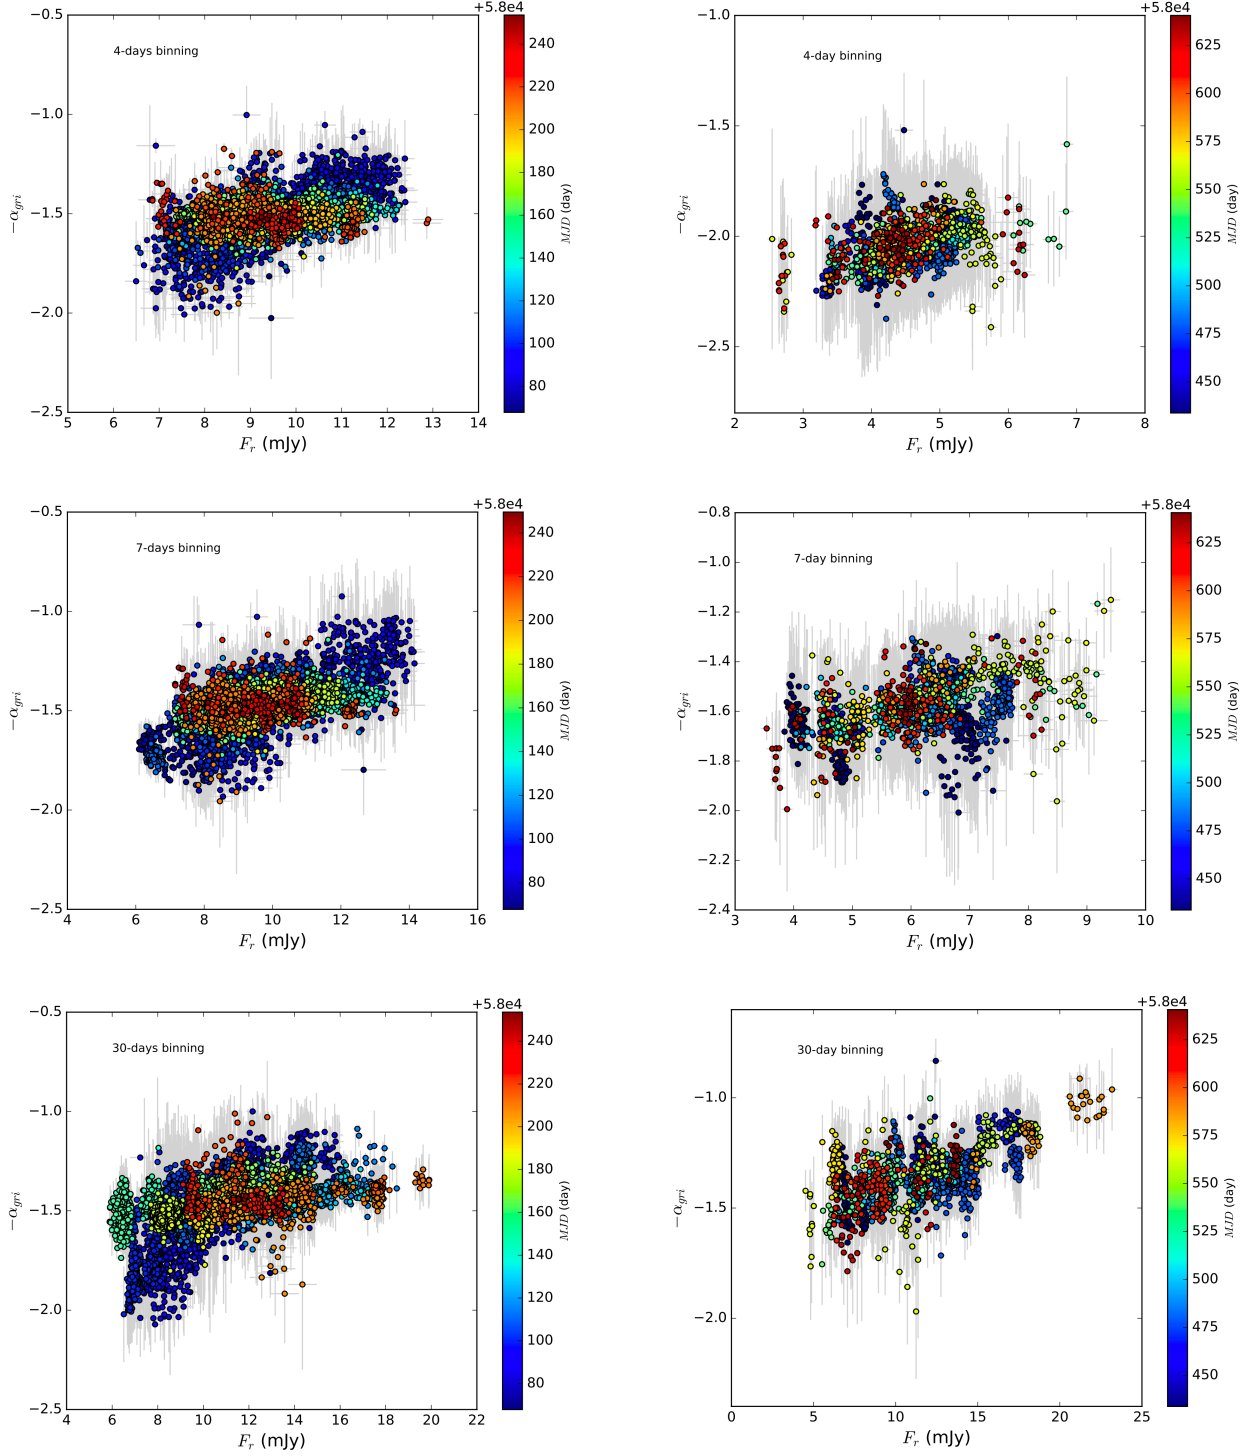 +5.8e4
−0.5
−1.0
−1.5
−2.0
−2.5
−α_gri
4-days binning
5 6 7 8 9 10 11 12 13 14
F_r (mJy)
240
220
200
180
160
140
120
100
80
MJD (day)
+5.8e4
−1.0
−1.5
−2.0
−2.5
−α_gri
4-day binning
2 3 4 5 6 7 8
F_r (mJy)
625
600
575
550
525
500
475
450
MJD (day)
+5.8e4
−0.5
−1.0
−1.5
−2.0
−2.5
−α_gri
7-days binning
4 6 8 10 12 14 16
F_r (mJy)
240
220
200
180
160
140
120
100
80
MJD (day)
+5.8e4
−0.8
−1.0
−1.2
−1.4
−1.6
−1.8
−2.0
−2.2
−2.4
−α_gri
7-day binning
3 4 5 6 7 8 9 10
F_r (mJy)
625
600
575
550
525
500
475
450
MJD (day)
+5.8e4
−0.5
−1.0
−1.5
−2.0
−2.5
−α_gri
30-days binning
4 6 8 10 12 14 16 18 20 22
F_r (mJy)
240
220
200
180
160
140
120
100
80
MJD (day)
+5.8e4
−1.0
−1.5
−2.0
−α_gri
30-day binning
0 5 10 15 20 25
F_r (mJy)
625
600
575
550
525
500
475
450
MJD (day)